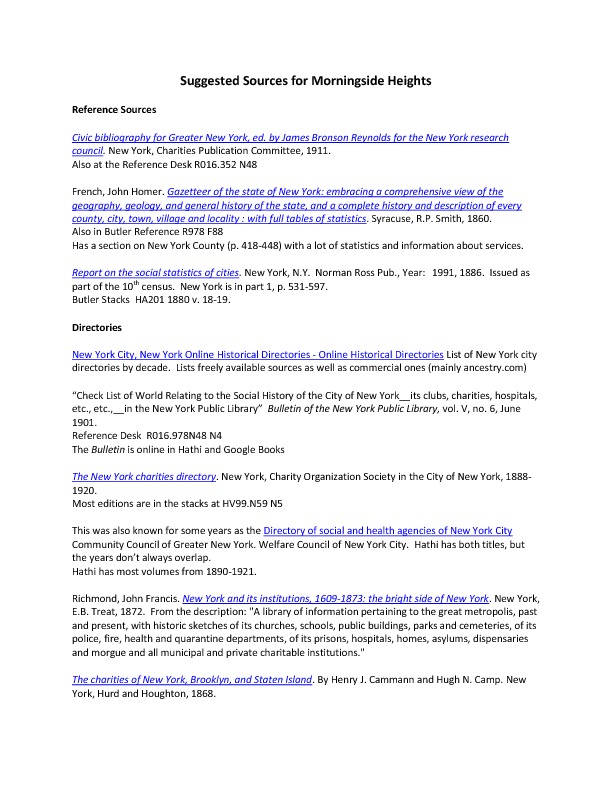 Suggested Sources for Morningside Heights
Reference Sources
Civic bibliography for Greater New York, ed. by James Bronson Reynolds for the New York research
council. New York, Charities Publication Committee, 1911.
Also at the Reference Desk R016.352 N48
French, John Homer. Gazetteer of the state of New York: embracing a comprehensive view of the
geography, geology, and general history of the state, and a complete history and description of every
county, city, town, village and locality : with full tables of statistics. Syracuse, R.P. Smith, 1860.
Also in Butler Reference R978 F88
Has a section on New York County (p. 418-448) with a lot of statistics and information about services.
Report on the social statistics of cities. New York, N.Y. Norman Ross Pub., Year: 1991, 1886. Issued as
part of the 10th census. New York is in part 1, p. 531-597.
Butler Stacks HA201 1880 v. 18-19.
Directories
New York City, New York Online Historical Directories - Online Historical Directories List of New York city
directories by decade. Lists freely available sources as well as commercial ones (mainly ancestry.com)
“Check List of World Relating to the Social History of the City of New York__its clubs, charities, hospitals,
etc., etc.,__in the New York Public Library” Bulletin of the New York Public Library, vol. V, no. 6, June
1901.
Reference Desk R016.978N48 N4
The Bulletin is online in Hathi and Google Books
The New York charities directory. New York, Charity Organization Society in the City of New York, 1888-
1920.
Most editions are in the stacks at HV99.N59 N5
This was also known for some years as the Directory of social and health agencies of New York City
Community Council of Greater New York. Welfare Council of New York City. Hathi has both titles, but
the years don’t always overlap.
Hathi has most volumes from 1890-1921.
Richmond, John Francis. New York and its institutions, 1609-1873: the bright side of New York. New York,
E.B. Treat, 1872. From the description: "A library of information pertaining to the great metropolis, past
and present, with historic sketches of its churches, schools, public buildings, parks and cemeteries, of its
police, fire, health and quarantine departments, of its prisons, hospitals, homes, asylums, dispensaries
and morgue and all municipal and private charitable institutions."
The charities of New York, Brooklyn, and Staten Island. By Henry J. Cammann and Hugh N. Camp. New
York, Hurd and Houghton, 1868.